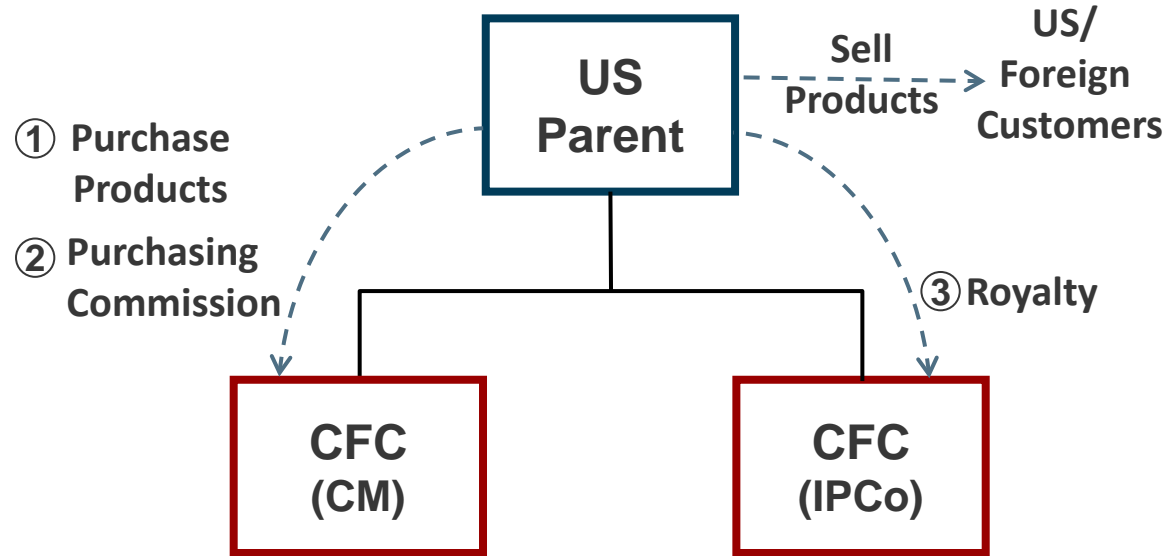 US
Parent
Sell
Products
US/
Foreign
Customers
① Purchase
Products
② Purchasing
Commission
③ Royalty
CFC
(CM)
CFC
(IPCo)